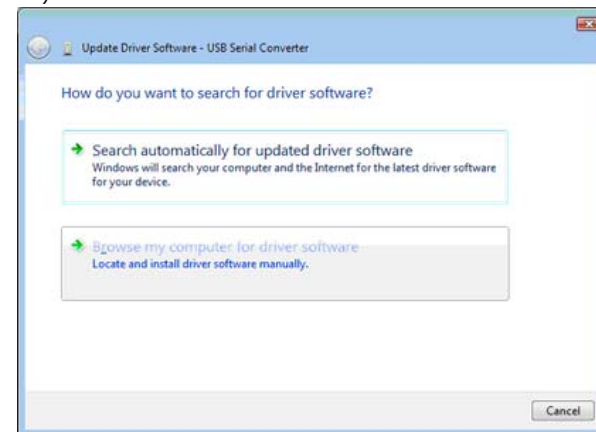 Update Driver Software - USB Serial Converter
How do you want to search for driver software?
Search automatically for updated driver software
Windows will search your computer and the Internet for the latest driver software
for your device.
Browse my computer for driver software
Locate and install driver software manually.
Cancel